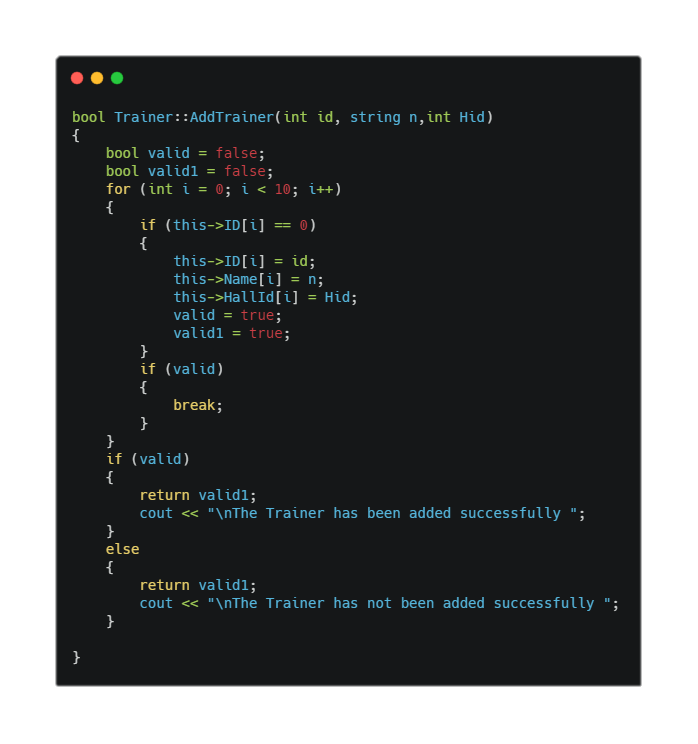 bool Trainer::AddTrainer(int id, string n,int Hid)
{
    bool valid = false;
    bool valid1 = false;
    for (int i = 0; i < 10; i++)
    {
        if (this->ID[i] == 0)
        {
            this->ID[i] = id;
            this->Name[i] = n;
            this->HallId[i] = Hid;
            valid = true;
            valid1 = true;
        }
        if (valid)
        {
            break;
        }
    }
    if (valid)
    {
        return valid1;
        cout << "\nThe Trainer has been added successfully ";
    }
    else
    {
        return valid1;
        cout << "\nThe Trainer has not been added successfully ";
    }

}